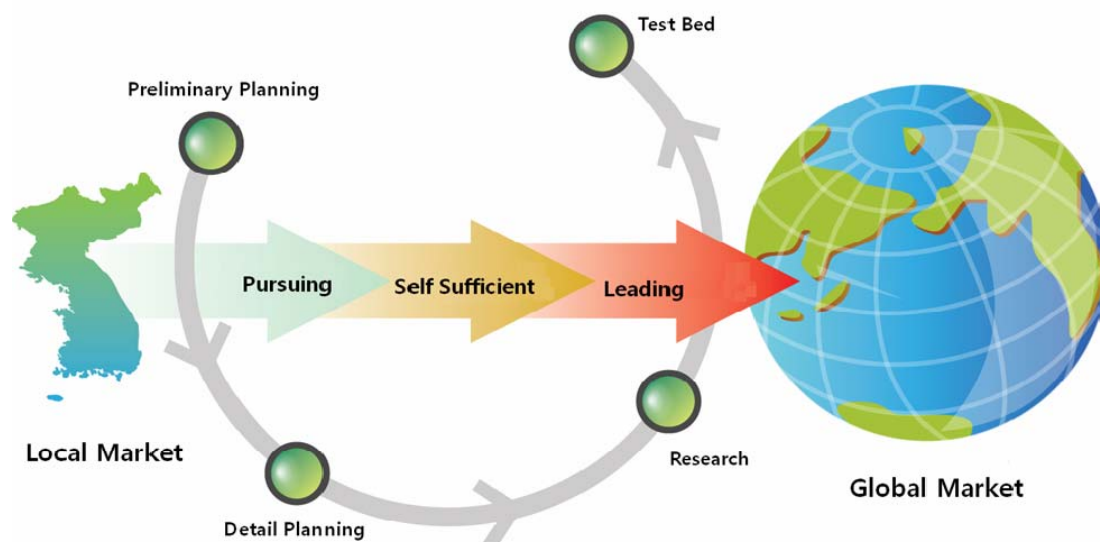 Test Bed
Preliminary Planning
Pursuing
Self Sufficient
Leading
Local Market
Research
Global Market
Detail Planning